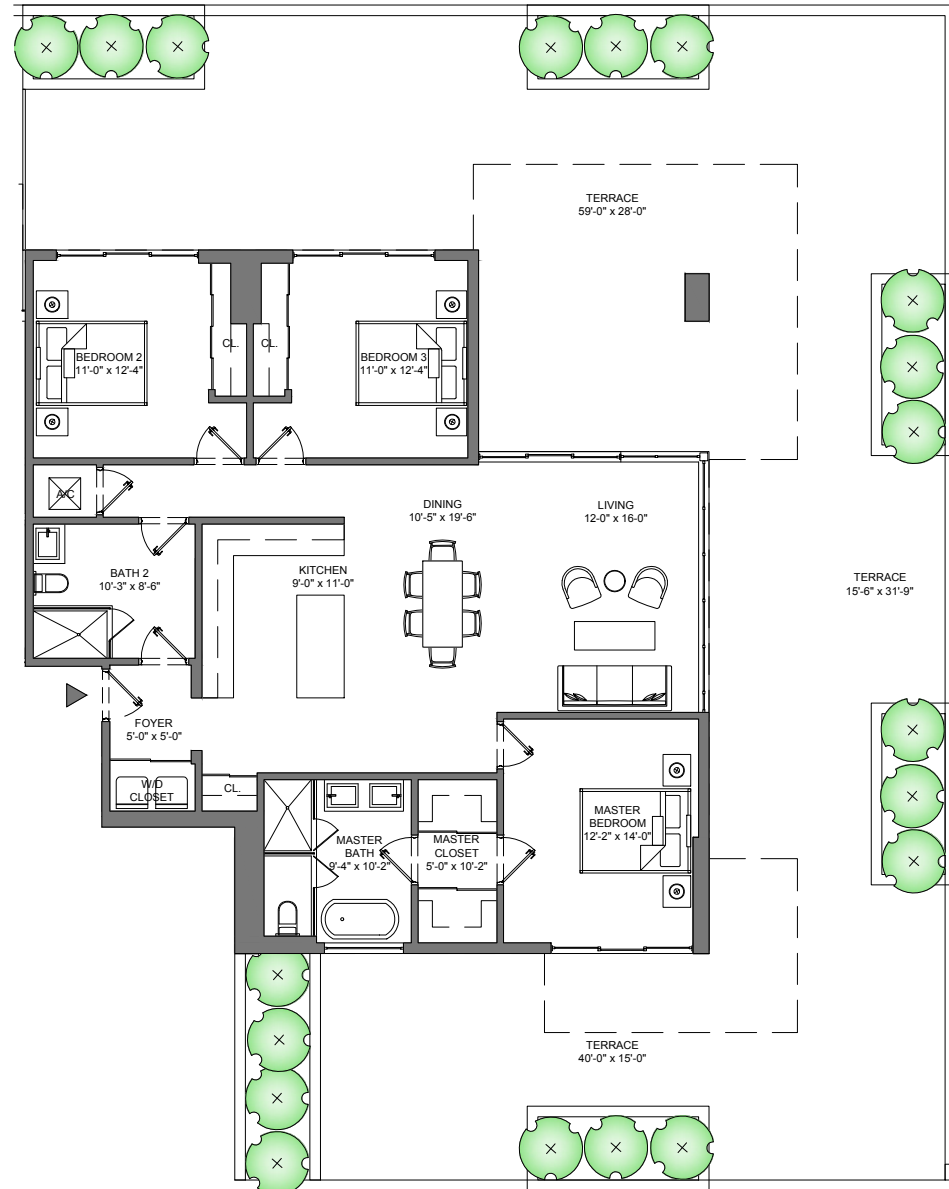 TERRACE
59'-0" x 28'-0"
BEDROOM 2
11'-0" x 12'-4"
CL.
CL.
BEDROOM 3
11'-0" x 12'-4"
A/C
DINING
10'-5" x 19'-6"
LIVING
12-0" x 16-0"
BATH 2
10'-3" x 8'-6"
KITCHEN
9'-0" x 11'-0"
TERRACE
15'-6" x 31'-9"
FOYER
5'-0" x 5'-0"
W/D
CLOSET
CL.
MASTER
BATH
9'-4" x 10'-2"
MASTER
CLOSET
5'-0" x 10'-2"
MASTER
BEDROOM
12'-2" x 14'-0"
TERRACE
40'-0" x 15'-0"